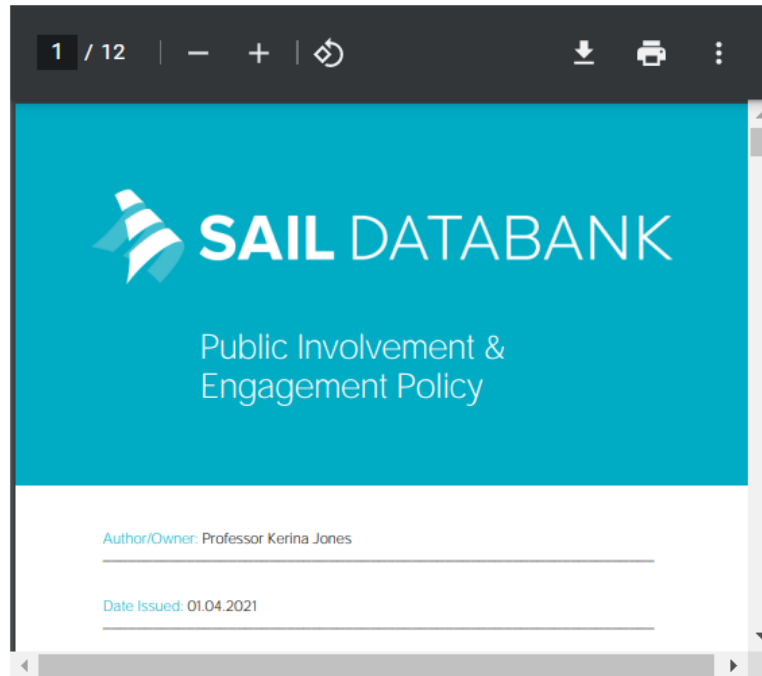 1 / 12
SAIL DATABANK
Public Involvement &
Engagement Policy
Author/Owner: Professor Kerina Jones
Date Issued: 01.04.2021